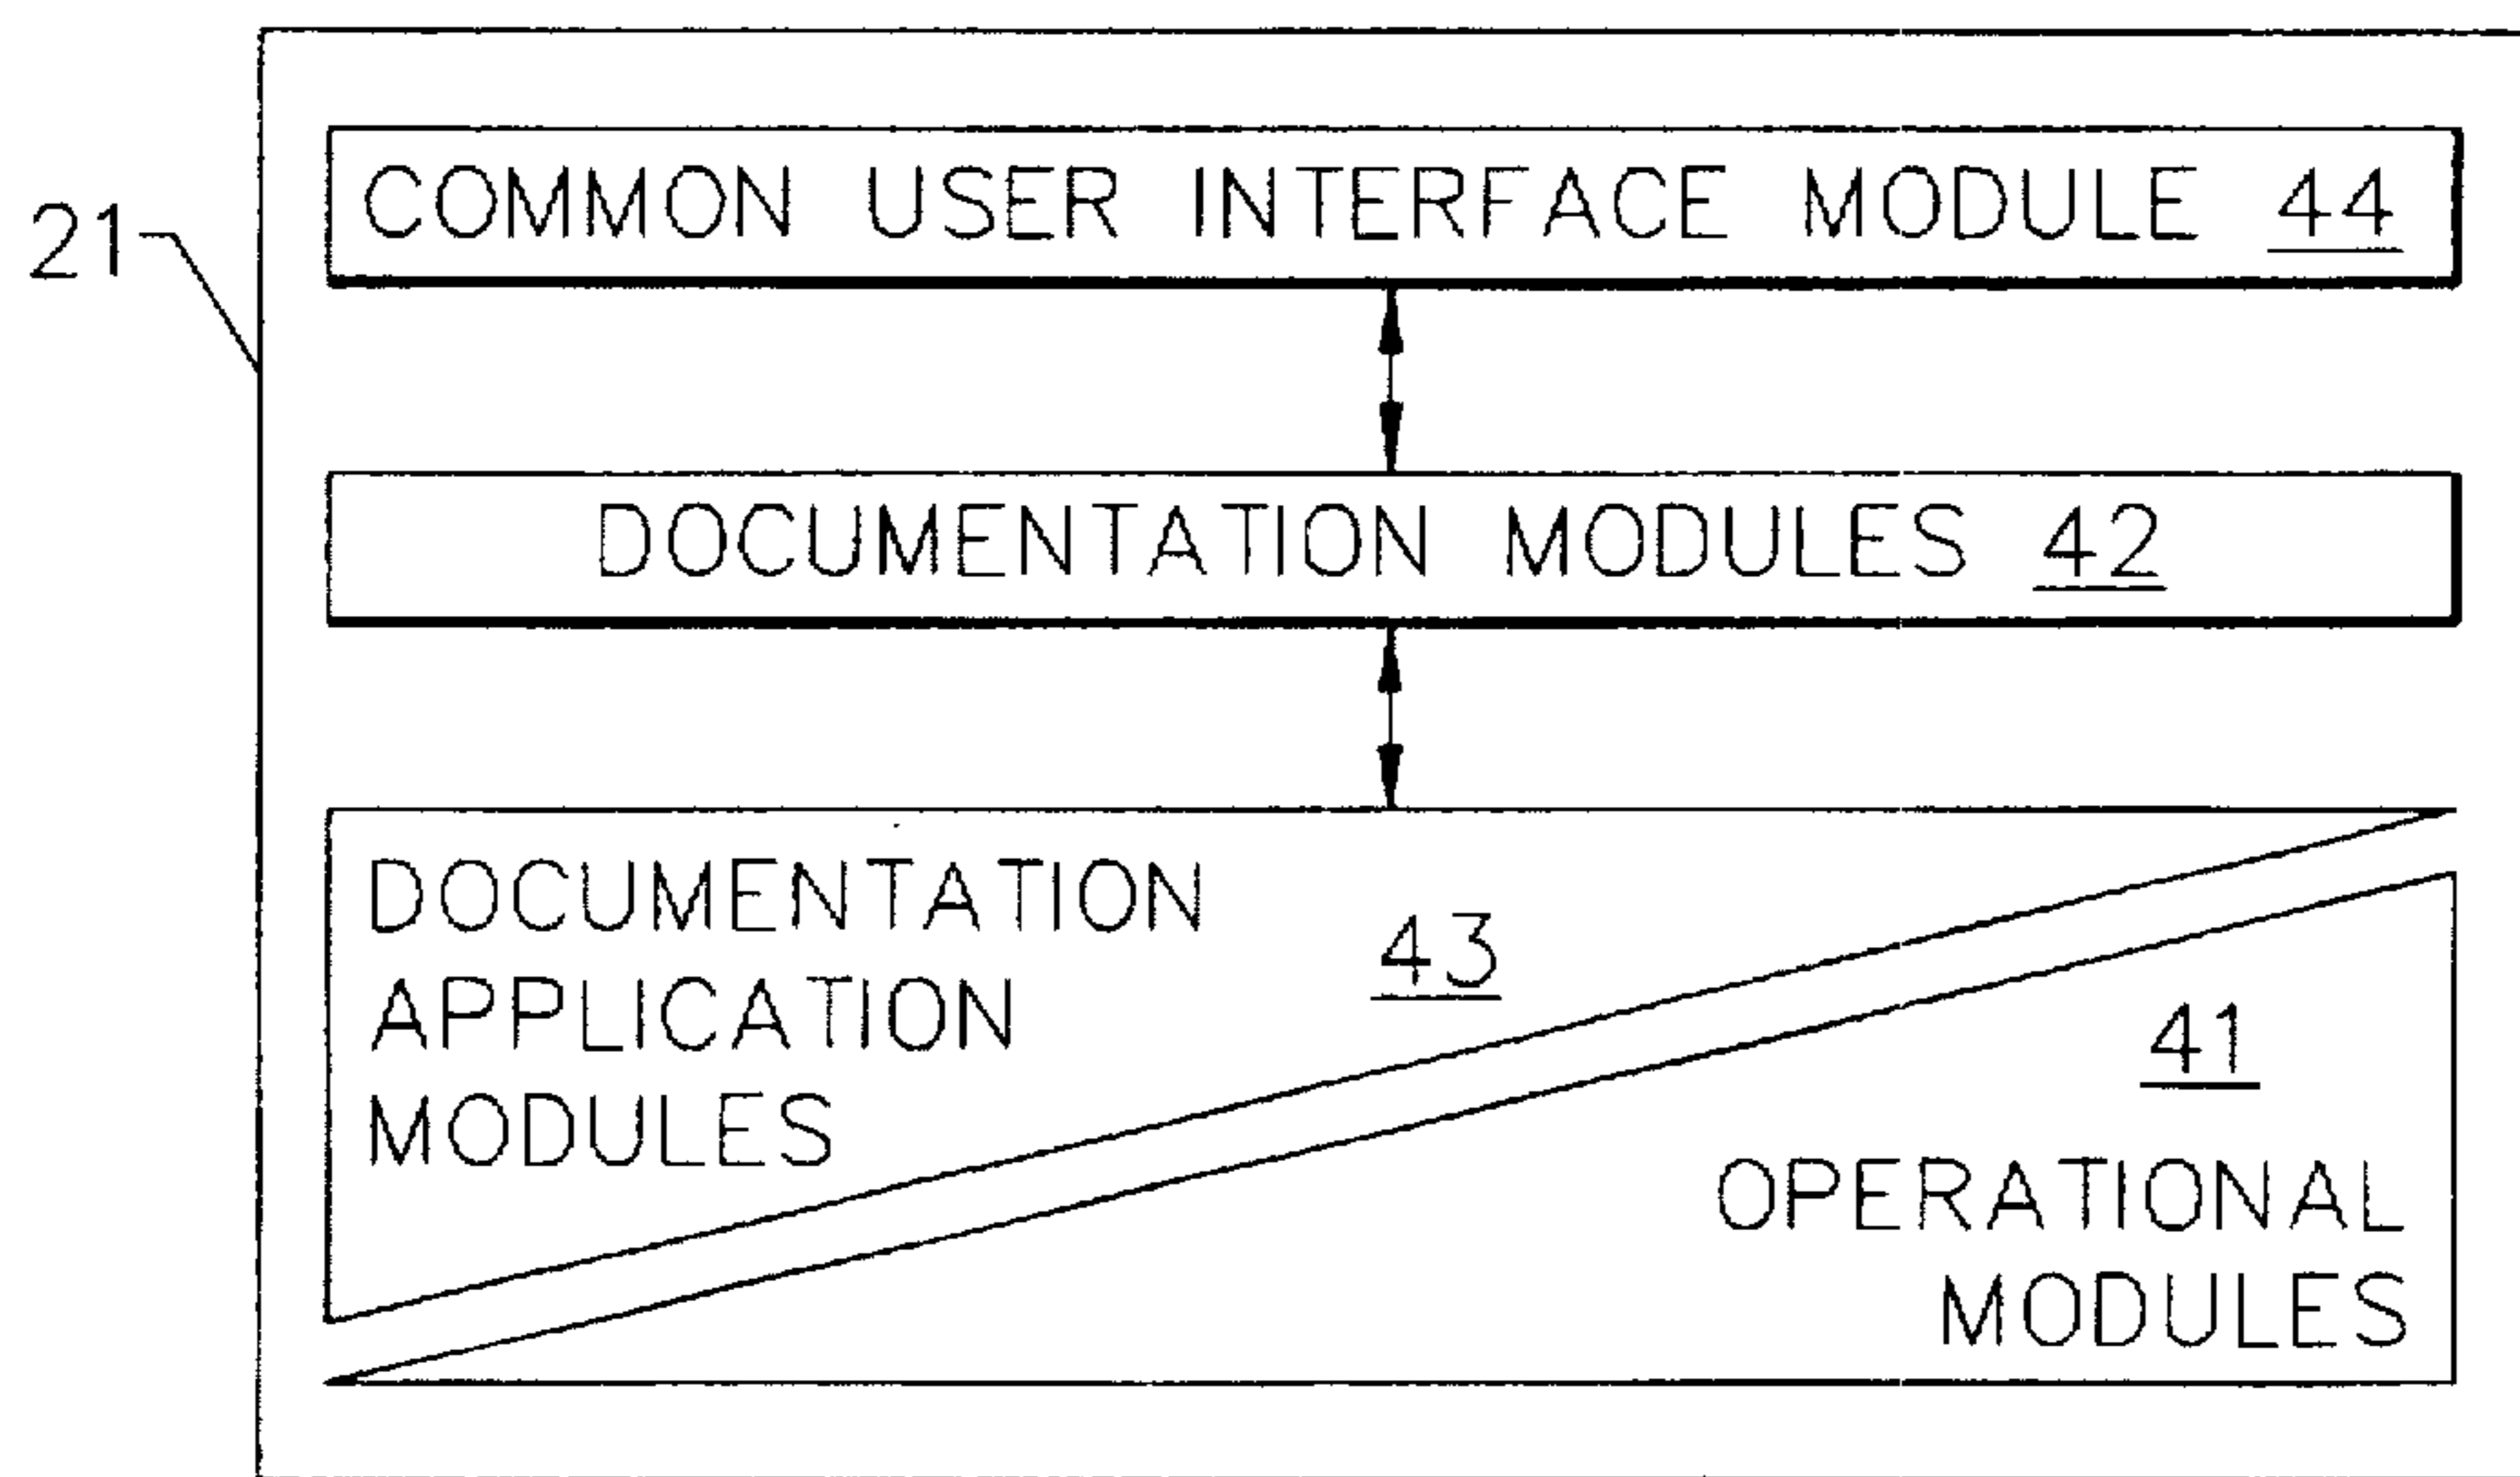 21
COMMON USER INTERFACE MODULE 44
DOCUMENTATION MODULES 42
DOCUMENTATION
APPLICATION
MODULES
43
41
OPERATIONAL
MODULES